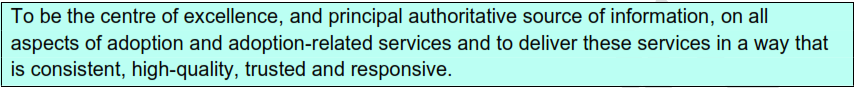 To be the centre of excellence, and principal authoritative source of information, on all
aspects of adoption and adoption-related services and to deliver these services in a way that
is consistent, high-quality, trusted and responsive.